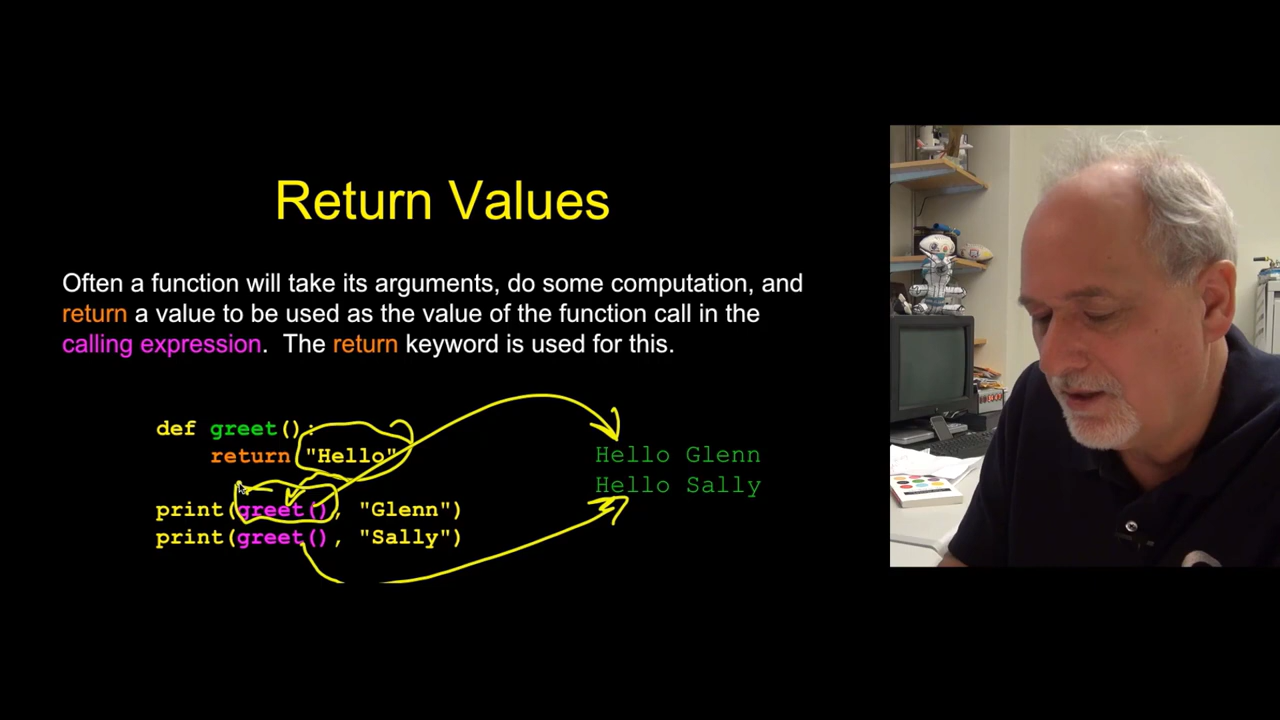 Return Values
Often a function will take its arguments, do some computation, and
return a value to be used as the value of the function call in the
calling expression.  The return keyword is used for this.
def greet():
    return "Hello"
print(greet(), "Glenn")
print(greet(), "Sally")
Hello Glenn
Hello Sally